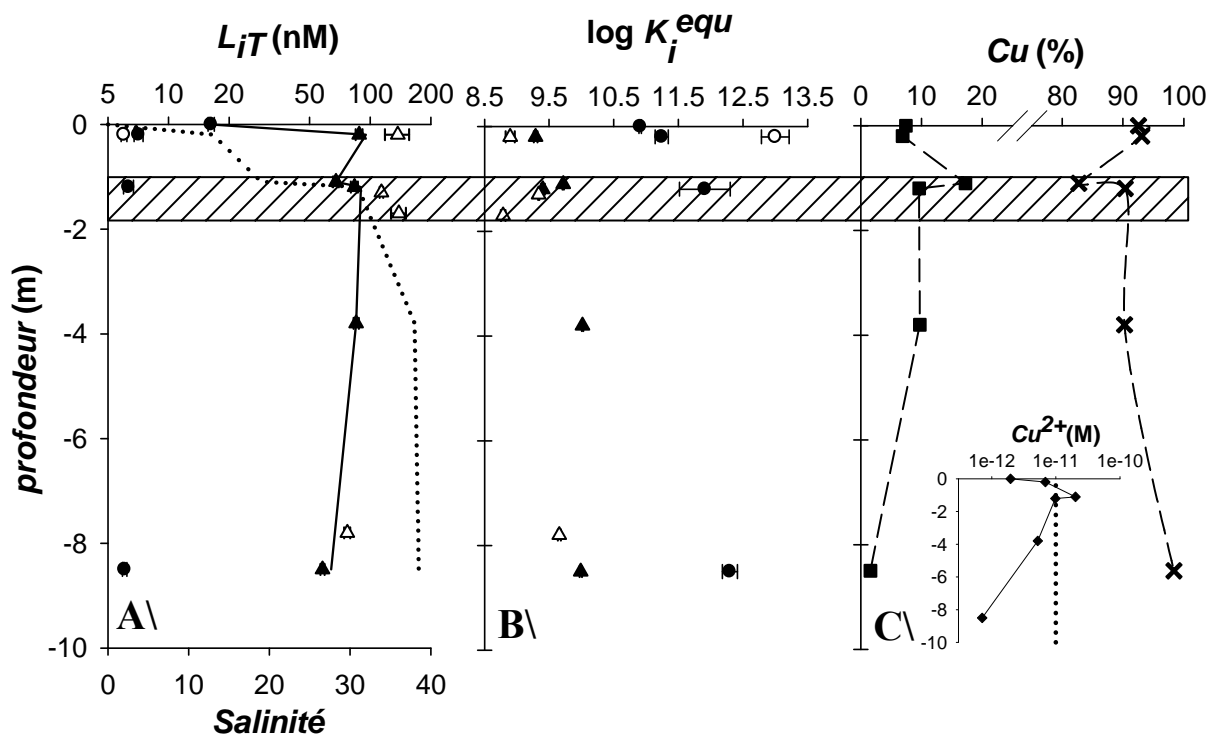 L_iT (nM) log K_i^equ Cu (%)
5 10 20 50 100 200 8.5 9.5 10.5 11.5 12.5 13.5 0 10 20 80 90 100
0
-2
-4
-6
-8
-10
profondeur (m)
Cu^2+(M)
1e-12 1e-11 1e-10
0
-2
-4
-6
-8
-10
A\ B\ C\
0 10 20 30 40
Salinité